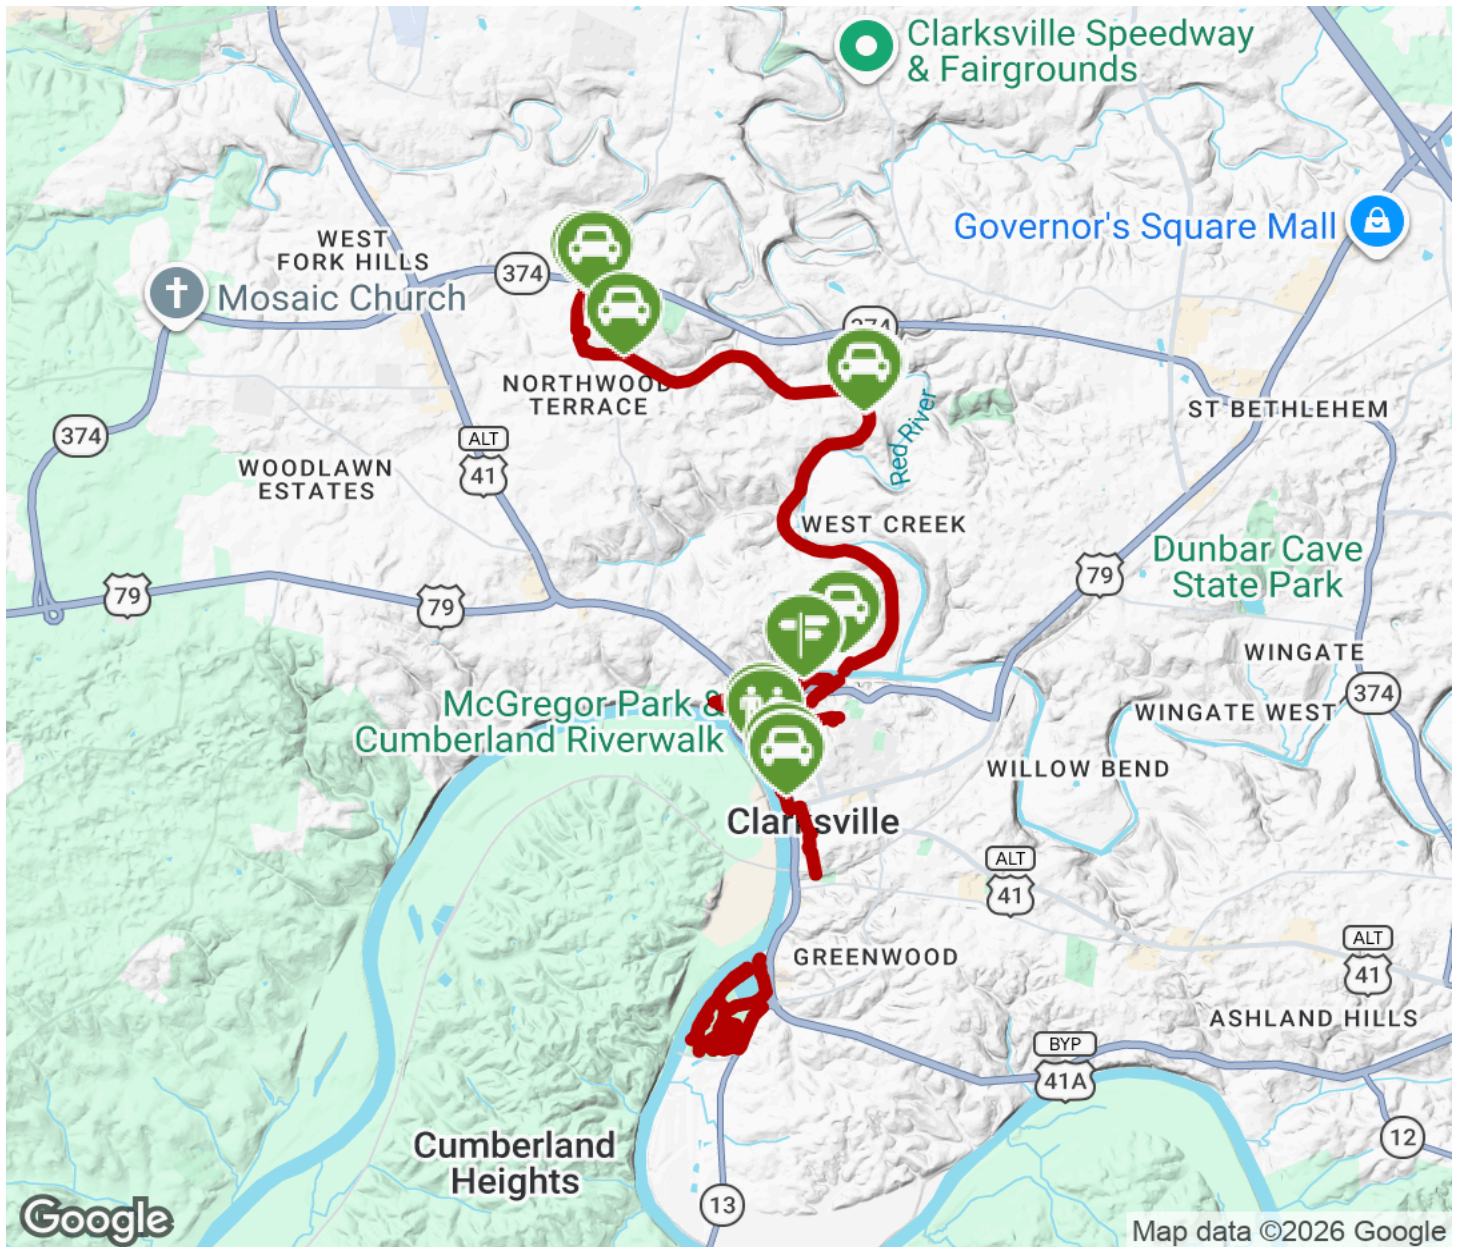 Clarksville Speedway
& Fairgrounds
Governor's Square Mall
WEST
FORK HILLS
374
Mosaic Church
374
NORTHWOOD
TERRACE
Red River
ST BETHLEHEM
374
ALT
41
WOODLAWN
ESTATES
WEST CREEK
Dunbar Cave
State Park
79
79
79
WINGATE
McGregor Park &
Cumberland Riverwalk
374
WINGATE WEST
WILLOW BEND
Clarksville
ALT
41
GREENWOOD
ALT
41
ASHLAND HILLS
BYP
41A
Cumberland
Heights
12
13
Google
Map data ©2026 Google